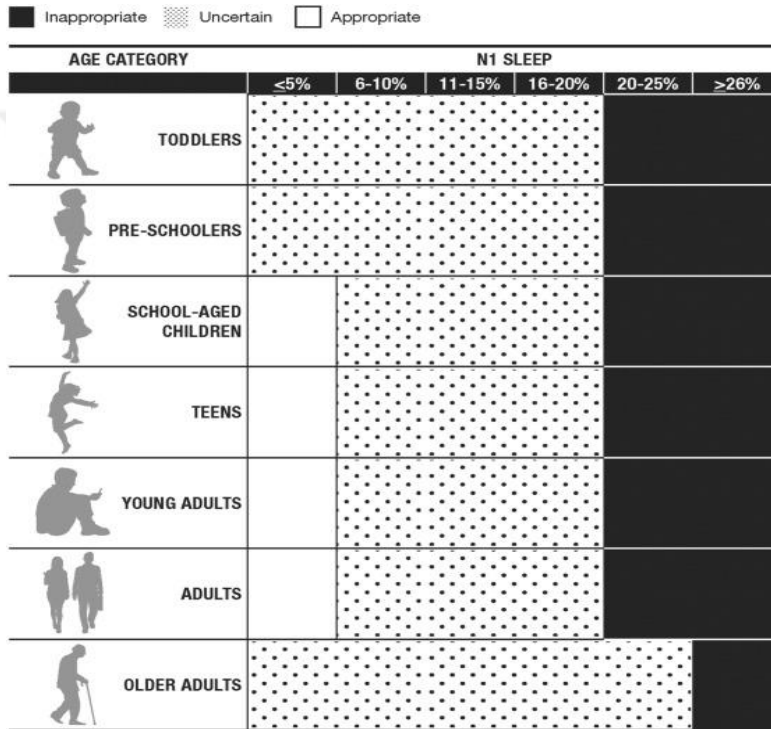 Inappropriate Uncertain Appropriate
AGE CATEGORY N1 SLEEP
≤5% 6-10% 11-15% 16-20% 20-25% ≥26%
TODDLERS
PRE-SCHOOLERS
SCHOOL-AGED
CHILDREN
TEENS
YOUNG ADULTS
ADULTS
OLDER ADULTS